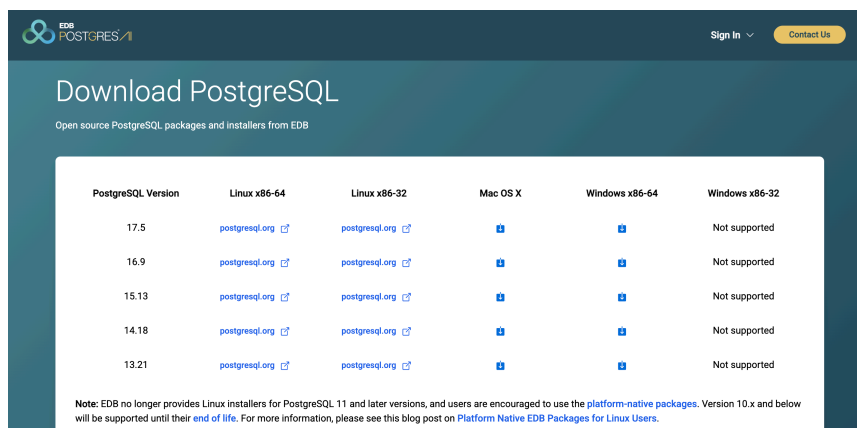 EDB
POSTGRES AI
Sign In
Contact Us
Download PostgreSQL
Open source PostgreSQL packages and installers from EDB
PostgreSQL Version Linux x86-64 Linux x86-32 Mac OS X Windows x86-64 Windows x86-32
17.5 postgresql.org postgresql.org Not supported
16.9 postgresql.org postgresql.org Not supported
15.13 postgresql.org postgresql.org Not supported
14.18 postgresql.org postgresql.org Not supported
13.21 postgresql.org postgresql.org Not supported
Note: EDB no longer provides Linux installers for PostgreSQL 11 and later versions, and users are encouraged to use the platform-native packages. Version 10.x and below
will be supported until their end of life. For more information, please see this blog post on Platform Native EDB Packages for Linux Users.